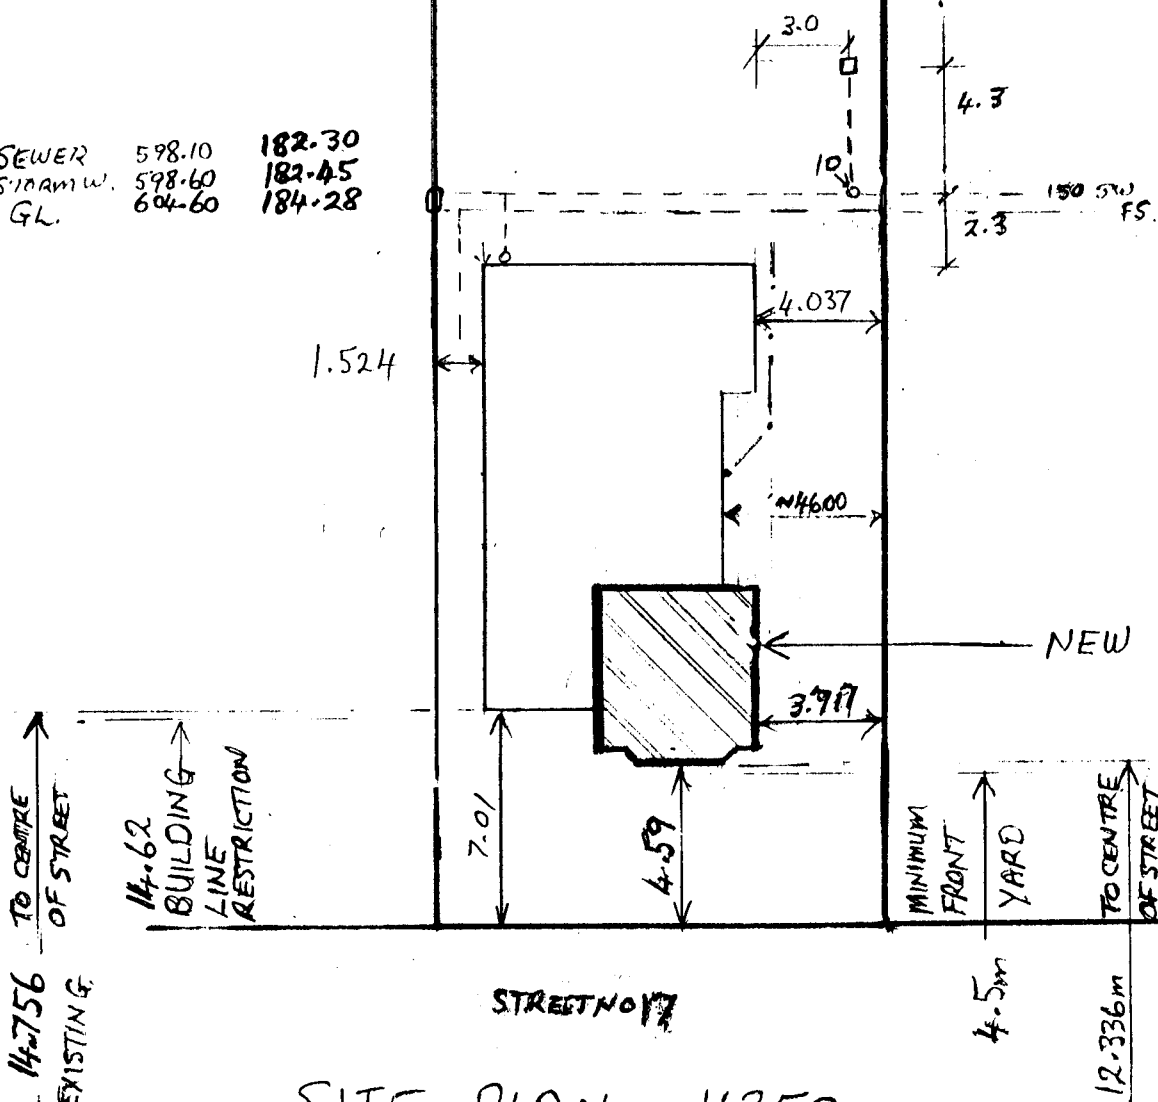 3.0
4.3
SEWER 598.10 182.30
STORMW. 598.60 182.45
GL. 604.60 184.28
10
150
F.S.
2.3
4.037
1.524
~4600
NEW
3.917
7.01
4.59
14.62
BUILDING
LINE
RESTRICTION
TO CENTRE
OF STREET
14.756
EXISTING
MINIMUM
FRONT
YARD
4.5m
TO CENTRE
OF STREET
12.336m
STREET NO 17
SITE PLAN